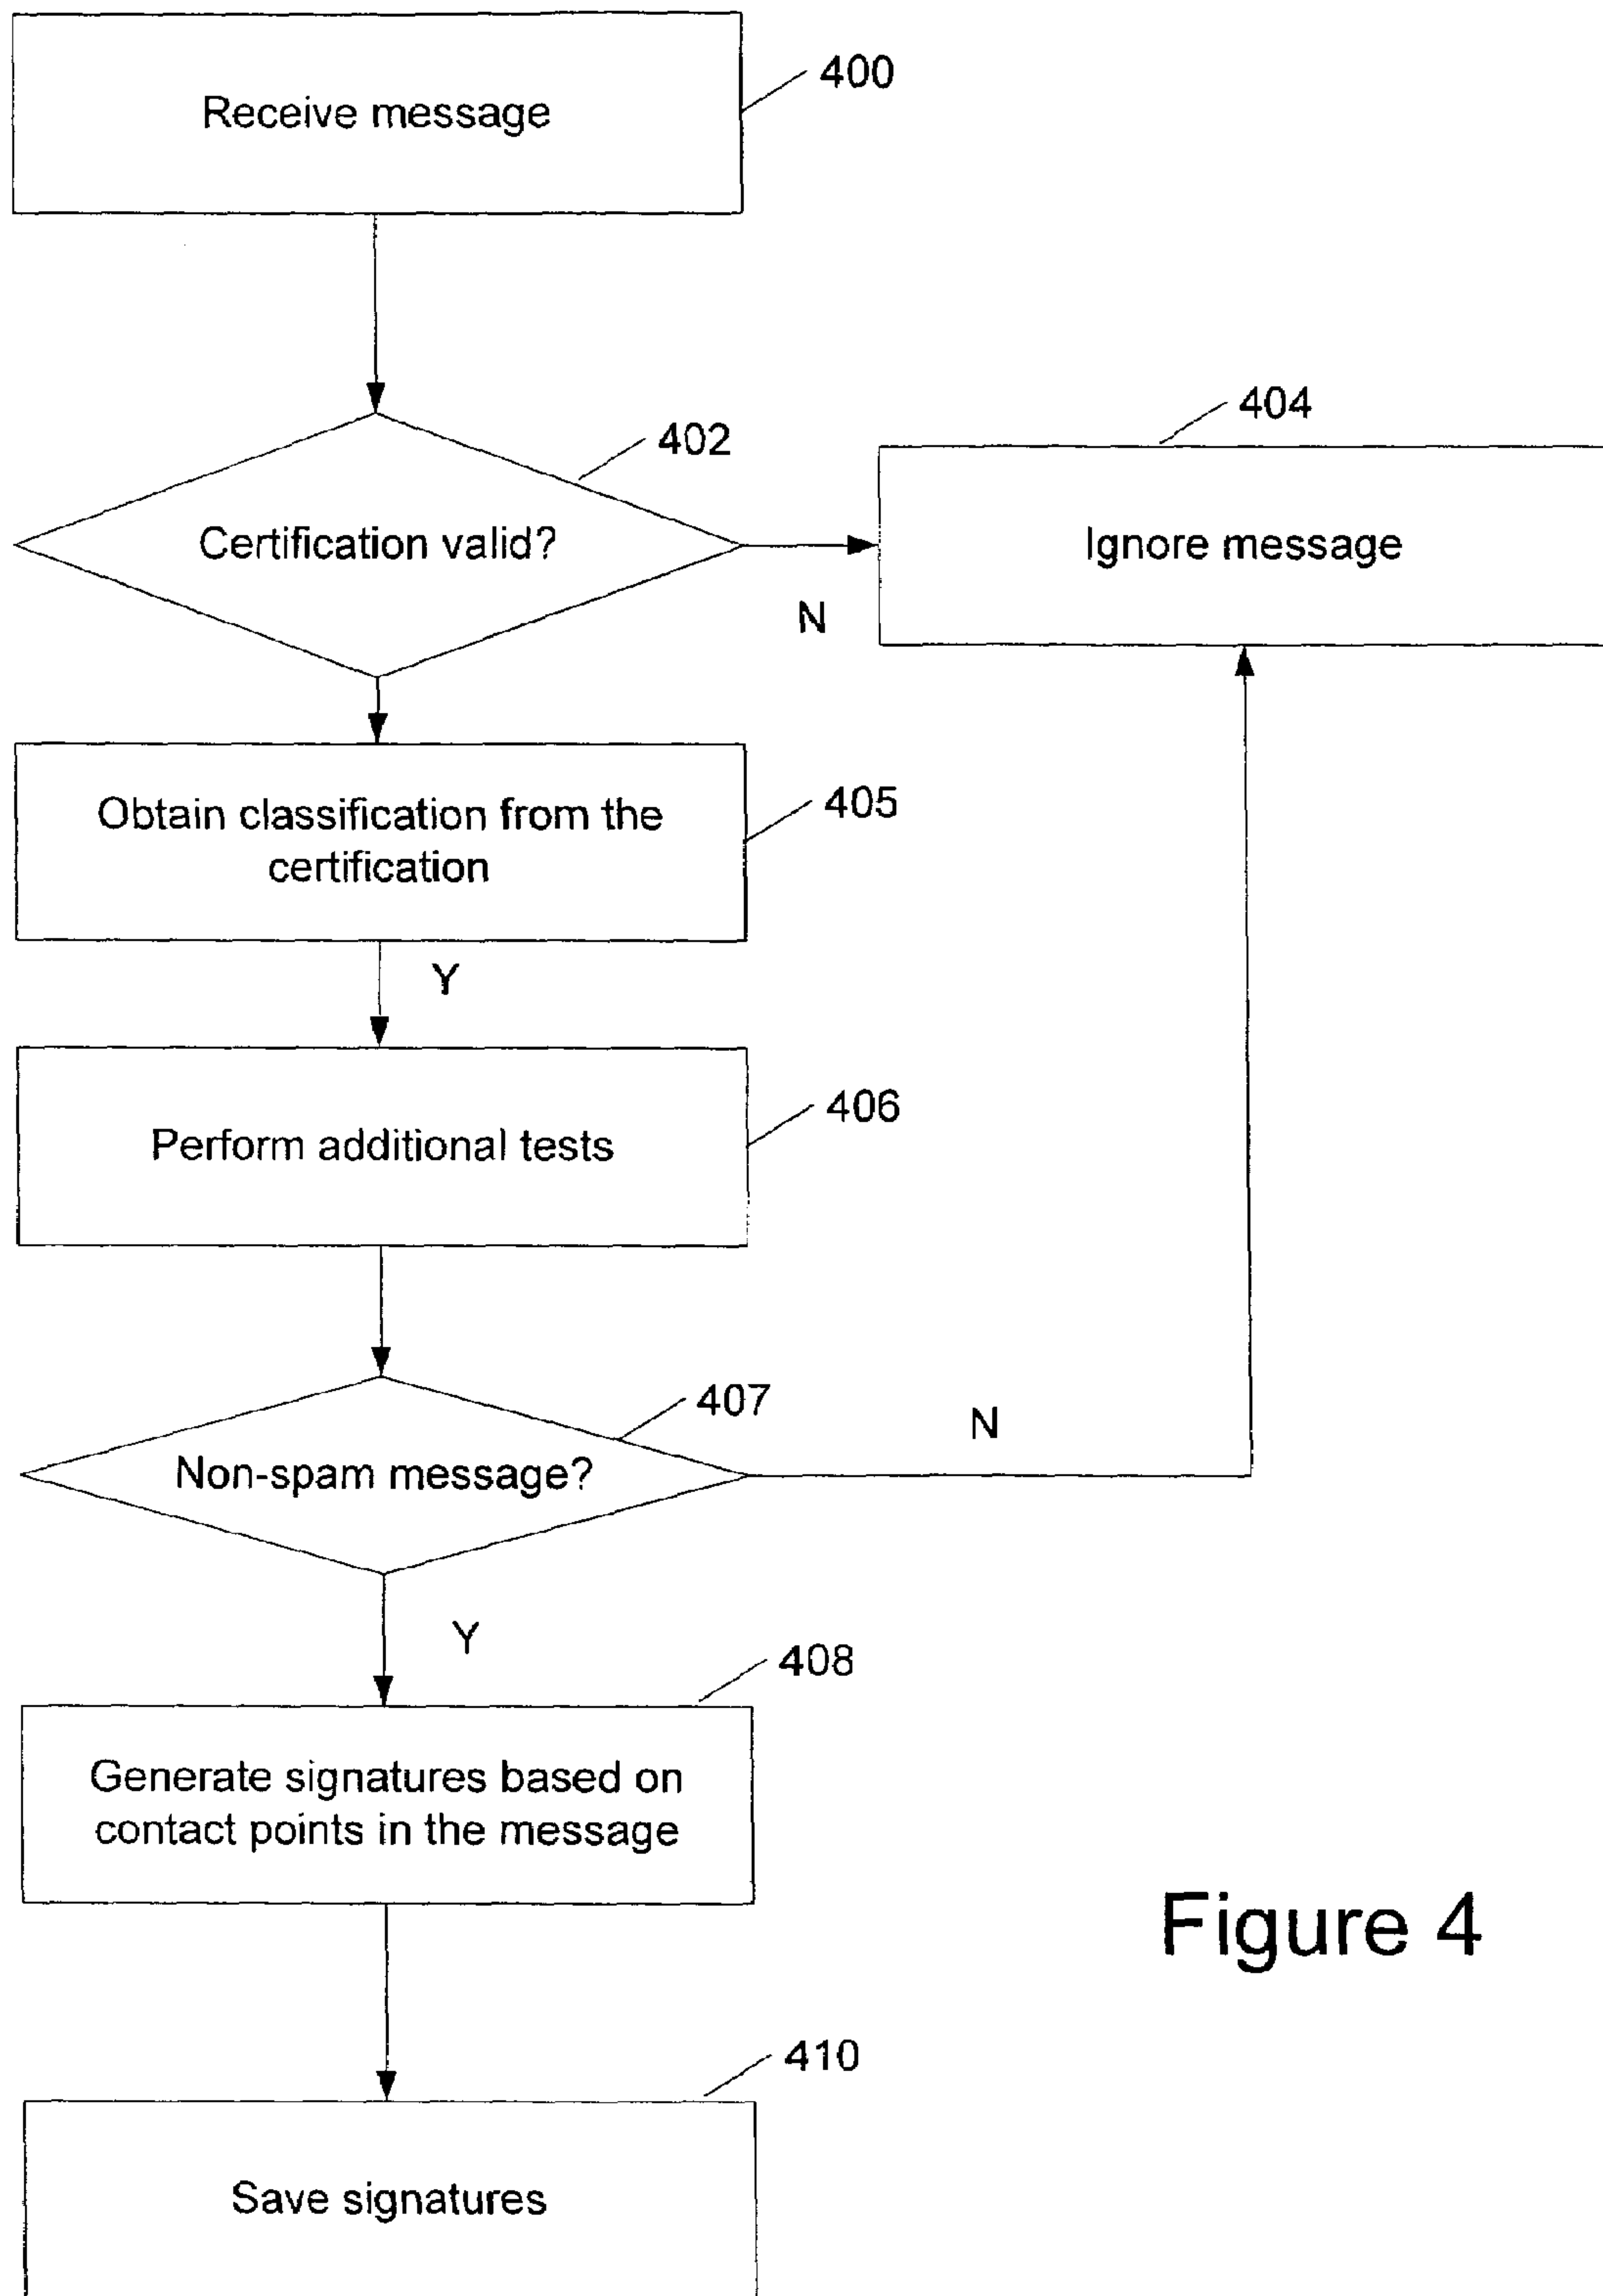 400
Receive message
404
402
Certification valid?
Ignore message
N
405
Obtain classification from the
certification
Y
406
Perform additional tests
407
N
Non-spam message?
Y
408
Generate signatures based on
contact points in the message
Figure 4
410
Save signatures